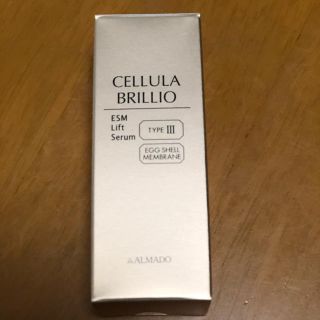 CELLULA
BRILLIO
ESM
Lift
Serum
TYPE III
EGG SHELL
MEMBRANE
ALMADO